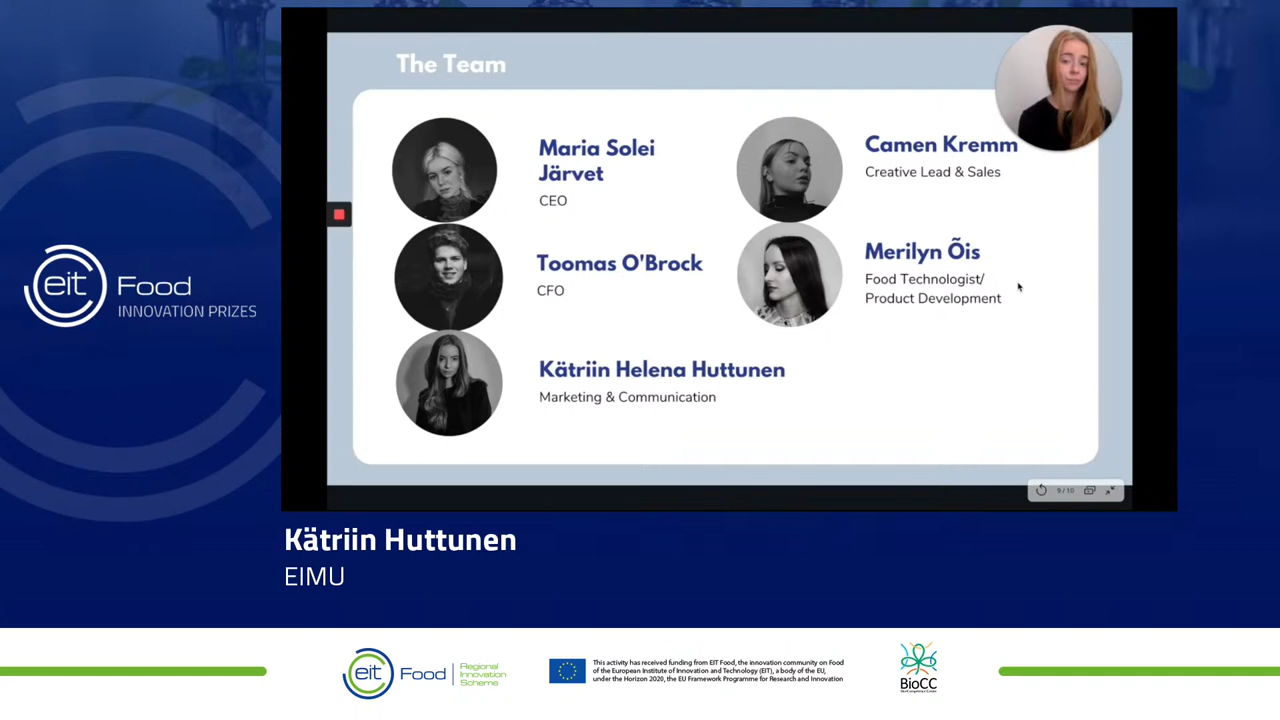 The Team
Maria Solei
Järvet
CEO
Camen Kremm
Creative Lead & Sales
Toomas O'Brock
CFO
Merilyn Õis
Food Technologist/
Product Development
Kätriin Helena Huttunen
Marketing & Communication
9/10
eit Food
INNOVATION PRIZES
Kätriin Huttunen
EIMU
eit Food
Regional
Innovation
Scheme
This activity has received funding from EIT Food, the innovation community on Food
of the European Institute of Innovation and Technology (EIT), a body of the EU,
under the Horizon 2020, the EU Framework Programme for Research and Innovation
BioCC